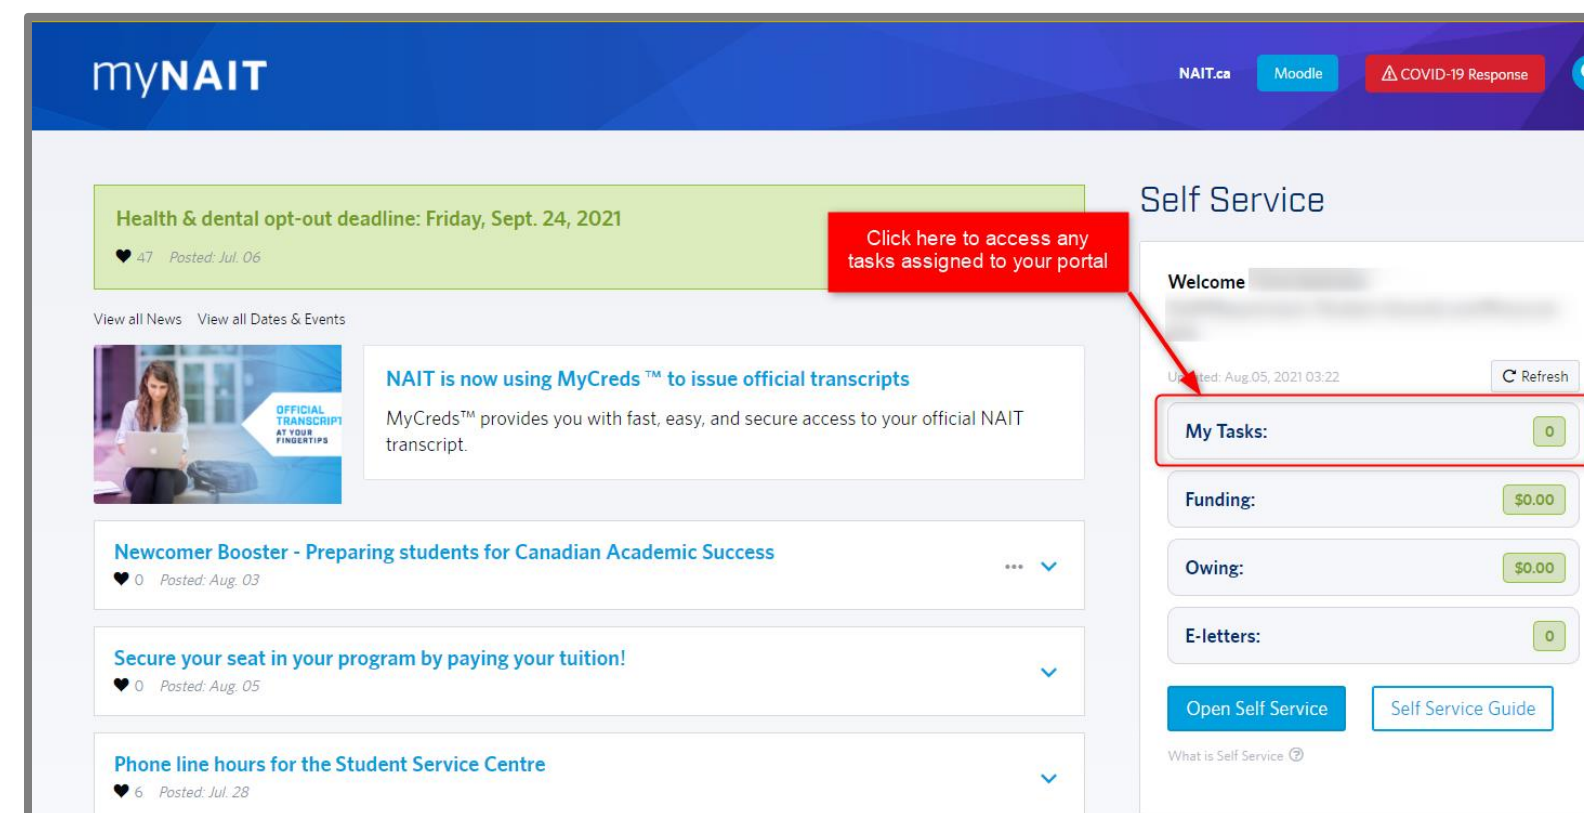 myNAIT
NAIT.ca Moodle COVID-19 Response
Health & dental opt-out deadline: Friday, Sept. 24, 2021
47 Posted: Jul. 06
View all News View all Dates & Events
OFFICIAL
TRANSCRIPT
AT YOUR
FINGERTIPS
NAIT is now using MyCreds ™ to issue official transcripts
MyCreds™ provides you with fast, easy, and secure access to your official NAIT
transcript.
Newcomer Booster - Preparing students for Canadian Academic Success
0 Posted: Aug. 03
Secure your seat in your program by paying your tuition!
0 Posted: Aug. 05
Phone line hours for the Student Service Centre
6 Posted: Jul. 28
Click here to access any
tasks assigned to your portal
Self Service
Welcome
Updated: Aug.05, 2021 03:22
Refresh
My Tasks: 0
Funding: $0.00
Owing: $0.00
E-letters: 0
Open Self Service Self Service Guide
What is Self Service